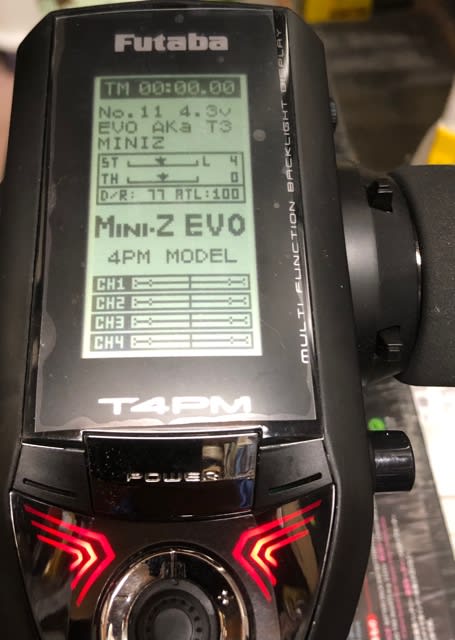 Futaba
TM 00:00.00
No.11 4.3v
EVO AKa T3
MINIZ
ST L 4
TH 0
D/R: 77 ATL:100
MINI-Z EVO
4PM MODEL
CH1
CH2
CH3
CH4
MULTI FUNCTION BACKLIGHT DISPLAY
T4PM
POWER